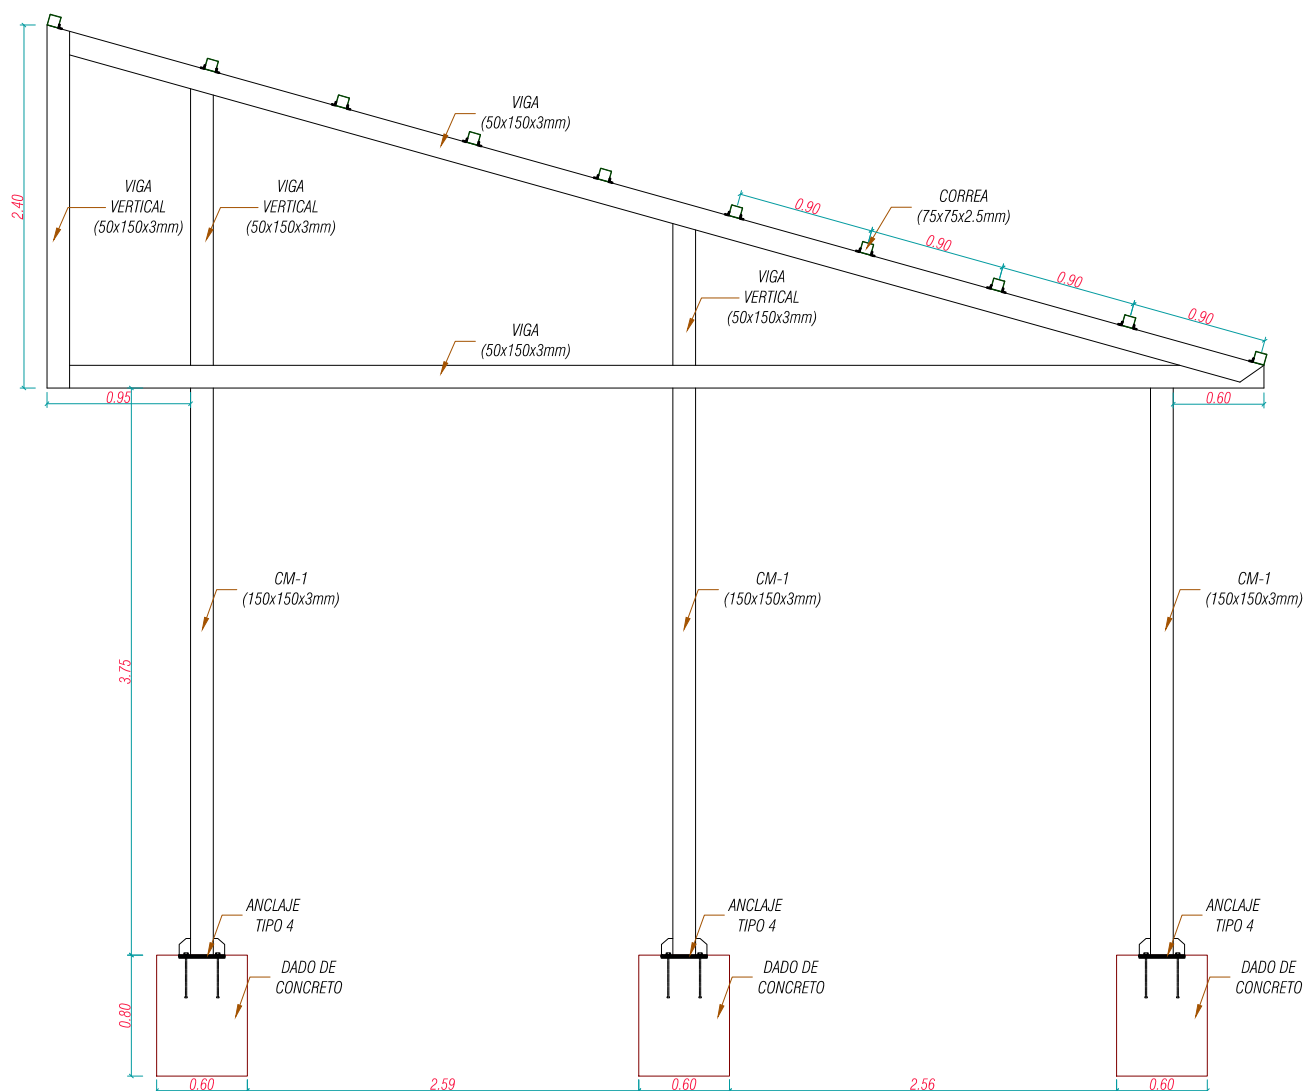 VIGA
(50x150x3mm)
2.40
VIGA
VERTICAL
(50x150x3mm)
VIGA
VERTICAL
(50x150x3mm)
0.90
CORREA
(75x75x2.5mm)
0.90
0.90
0.90
VIGA
VERTICAL
(50x150x3mm)
VIGA
(50x150x3mm)
0.95
0.60
CM-1
(150x150x3mm)
CM-1
(150x150x3mm)
CM-1
(150x150x3mm)
3.75
ANCLAJE
TIPO 4
ANCLAJE
TIPO 4
ANCLAJE
TIPO 4
DADO DE
CONCRETO
DADO DE
CONCRETO
DADO DE
CONCRETO
0.80
0.60
2.59
0.60
2.56
0.60